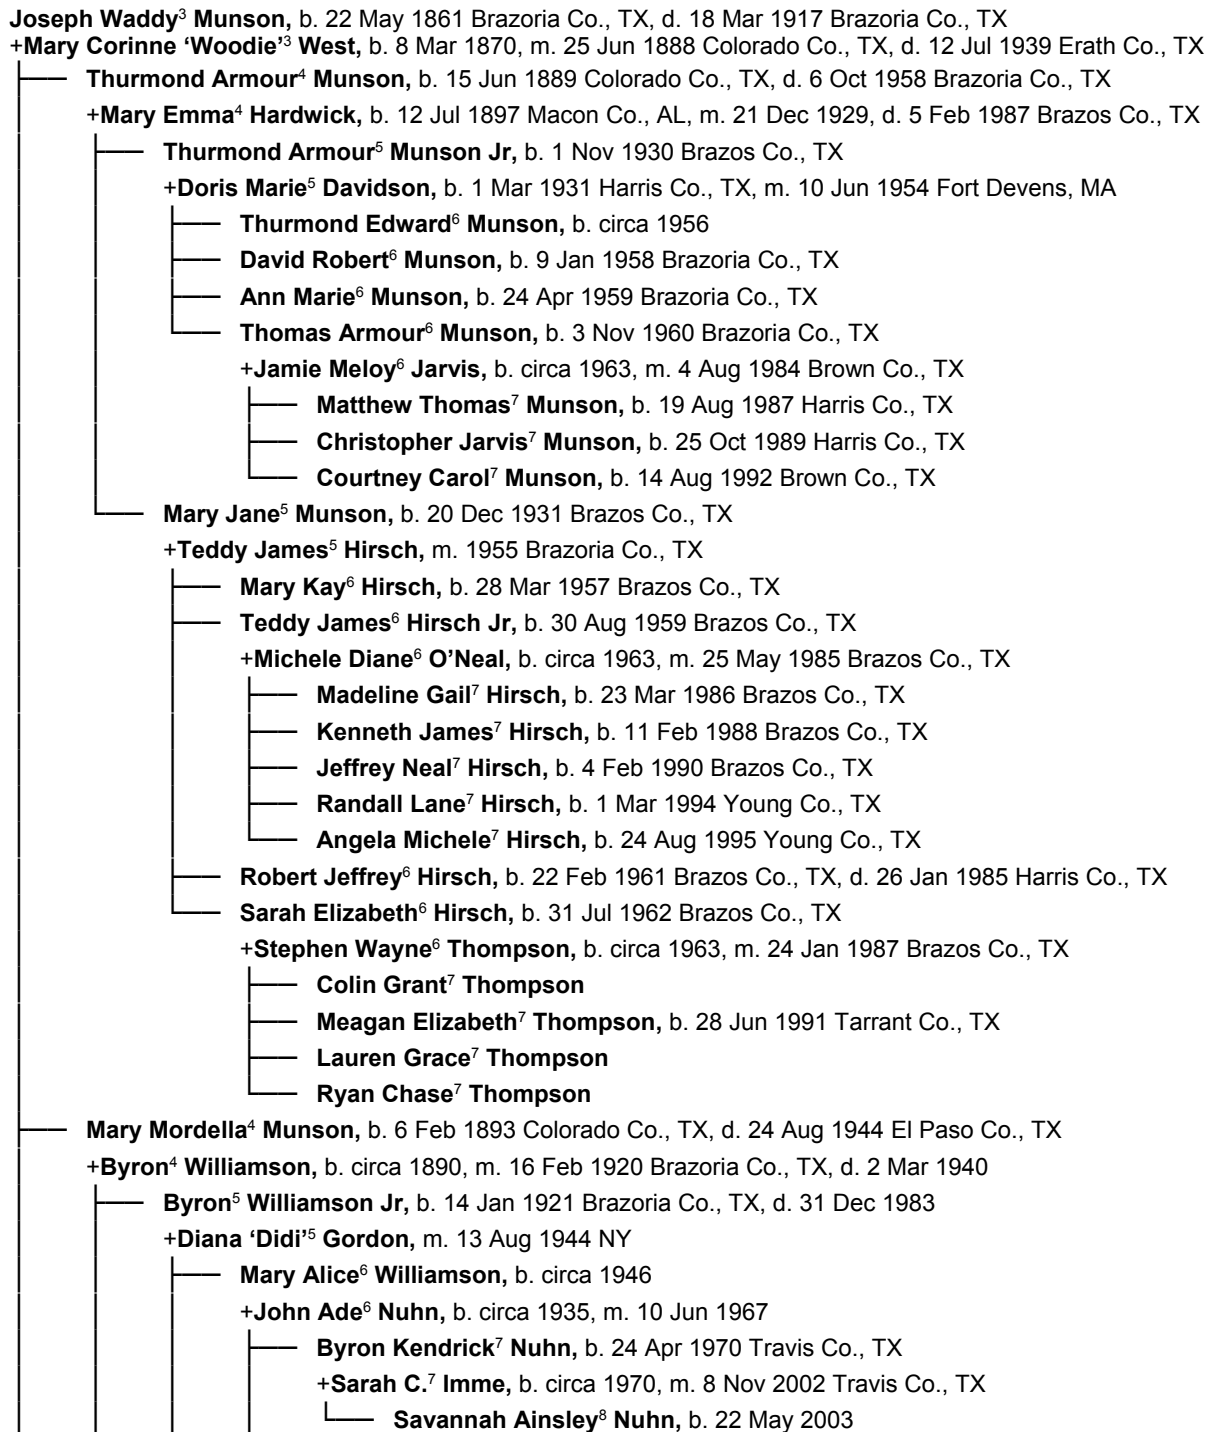 Joseph Waddy³ Munson, b. 22 May 1861 Brazoria Co., TX, d. 18 Mar 1917 Brazoria Co., TX
+Mary Corinne ‘Woodie’³ West, b. 8 Mar 1870, m. 25 Jun 1888 Colorado Co., TX, d. 12 Jul 1939 Erath Co., TX
Thurmond Armour⁴ Munson, b. 15 Jun 1889 Colorado Co., TX, d. 6 Oct 1958 Brazoria Co., TX
+Mary Emma⁴ Hardwick, b. 12 Jul 1897 Macon Co., AL, m. 21 Dec 1929, d. 5 Feb 1987 Brazos Co., TX
Thurmond Armour⁵ Munson Jr, b. 1 Nov 1930 Brazos Co., TX
+Doris Marie⁵ Davidson, b. 1 Mar 1931 Harris Co., TX, m. 10 Jun 1954 Fort Devens, MA
Thurmond Edward⁶ Munson, b. circa 1956
David Robert⁶ Munson, b. 9 Jan 1958 Brazoria Co., TX
Ann Marie⁶ Munson, b. 24 Apr 1959 Brazoria Co., TX
Thomas Armour⁶ Munson, b. 3 Nov 1960 Brazoria Co., TX
+Jamie Meloy⁶ Jarvis, b. circa 1963, m. 4 Aug 1984 Brown Co., TX
Matthew Thomas⁷ Munson, b. 19 Aug 1987 Harris Co., TX
Christopher Jarvis⁷ Munson, b. 25 Oct 1989 Harris Co., TX
Courtney Carol⁷ Munson, b. 14 Aug 1992 Brown Co., TX
Mary Jane⁵ Munson, b. 20 Dec 1931 Brazos Co., TX
+Teddy James⁵ Hirsch, m. 1955 Brazoria Co., TX
Mary Kay⁶ Hirsch, b. 28 Mar 1957 Brazos Co., TX
Teddy James⁶ Hirsch Jr, b. 30 Aug 1959 Brazos Co., TX
+Michele Diane⁶ O’Neal, b. circa 1963, m. 25 May 1985 Brazos Co., TX
Madeline Gail⁷ Hirsch, b. 23 Mar 1986 Brazos Co., TX
Kenneth James⁷ Hirsch, b. 11 Feb 1988 Brazos Co., TX
Jeffrey Neal⁷ Hirsch, b. 4 Feb 1990 Brazos Co., TX
Randall Lane⁷ Hirsch, b. 1 Mar 1994 Young Co., TX
Angela Michele⁷ Hirsch, b. 24 Aug 1995 Young Co., TX
Robert Jeffrey⁶ Hirsch, b. 22 Feb 1961 Brazos Co., TX, d. 26 Jan 1985 Harris Co., TX
Sarah Elizabeth⁶ Hirsch, b. 31 Jul 1962 Brazos Co., TX
+Stephen Wayne⁶ Thompson, b. circa 1963, m. 24 Jan 1987 Brazos Co., TX
Colin Grant⁷ Thompson
Meagan Elizabeth⁷ Thompson, b. 28 Jun 1991 Tarrant Co., TX
Lauren Grace⁷ Thompson
Ryan Chase⁷ Thompson
Mary Mordella⁴ Munson, b. 6 Feb 1893 Colorado Co., TX, d. 24 Aug 1944 El Paso Co., TX
+Byron⁴ Williamson, b. circa 1890, m. 16 Feb 1920 Brazoria Co., TX, d. 2 Mar 1940
Byron⁵ Williamson Jr, b. 14 Jan 1921 Brazoria Co., TX, d. 31 Dec 1983
+Diana ‘Didi’⁵ Gordon, m. 13 Aug 1944 NY
Mary Alice⁶ Williamson, b. circa 1946
+John Ade⁶ Nuhn, b. circa 1935, m. 10 Jun 1967
Byron Kendrick⁷ Nuhn, b. 24 Apr 1970 Travis Co., TX
+Sarah C.⁷ Imme, b. circa 1970, m. 8 Nov 2002 Travis Co., TX
Savannah Ainsley⁸ Nuhn, b. 22 May 2003